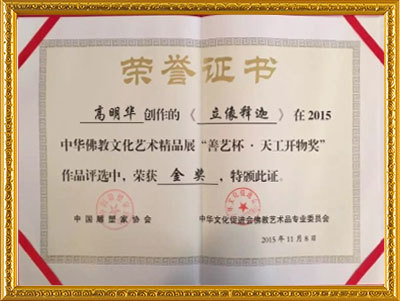 荣誉证书
高明华 创作的《 立像释迦 》在2015
中华佛教文化艺术精品展“善艺杯·天工开物奖”
作品评选中，荣获 金奖 ，特颁此证。
中国雕塑家协会 中华文化促进会佛教艺术品专业委员会
2015年11月8日